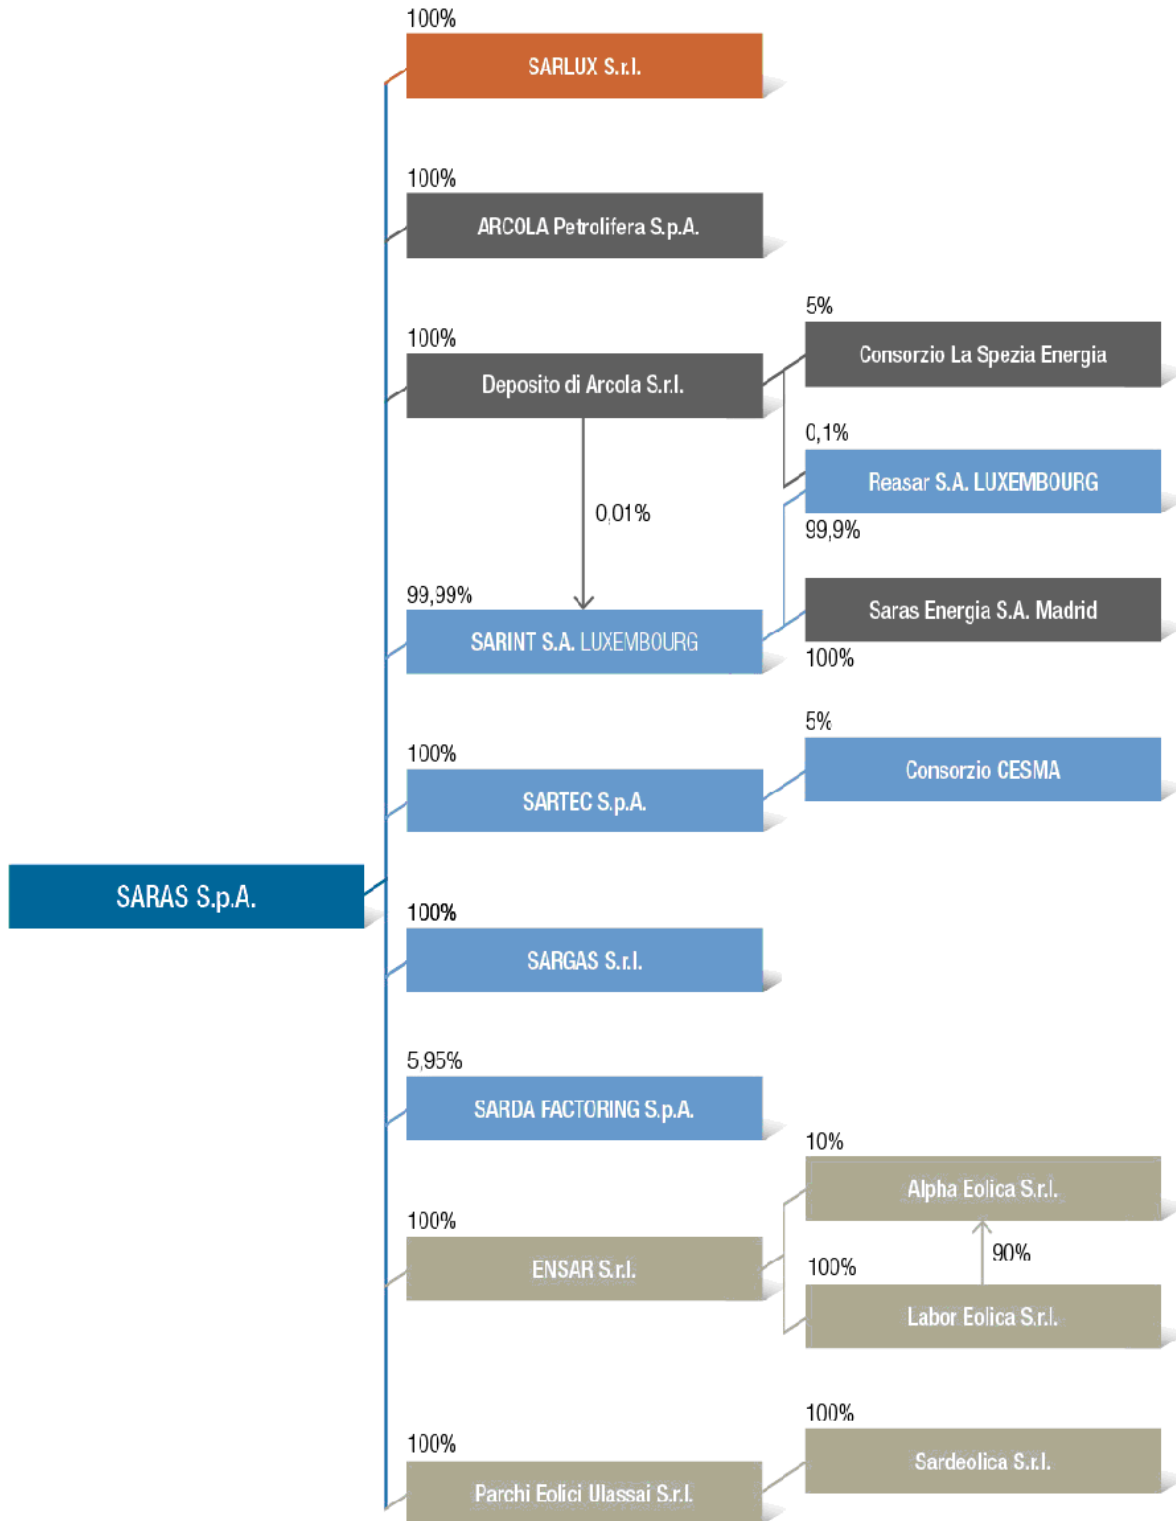 100%
SARLUX S.r.l.
100%
ARCOLA Petrolifera S.p.A.
5%
100%
Consorzio La Spezia Energia
Deposito di Arcola S.r.l.
0,1%
Reasar S.A. LUXEMBOURG
0,01%
99,9%
99,99%
Saras Energia S.A. Madrid
SARINT S.A. LUXEMBOURG
100%
5%
100%
Consorzio CESMA
SARTEC S.p.A.
SARAS S.p.A.
100%
SARGAS S.r.l.
5,95%
SARDA FACTORING S.p.A.
10%
Alpha Eolica S.r.l.
100%
90%
ENSAR S.r.l.
100%
Labor Eolica S.r.l.
100%
100%
Sardeolica S.r.l.
Parchi Eolici Ulassai S.r.l.